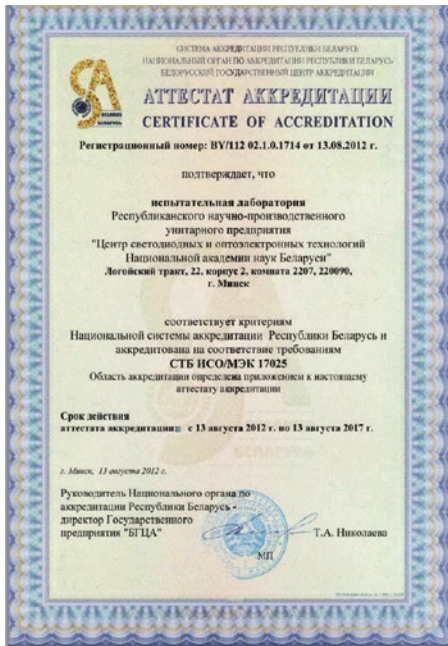 СИСТЕМА АККРЕДИТАЦИИ РЕСПУБЛИКИ БЕЛАРУСЬ
НАЦИОНАЛЬНЫЙ ОРГАН ПО АККРЕДИТАЦИИ РЕСПУБЛИКИ БЕЛАРУСЬ
БЕЛОРУССКИЙ ГОСУДАРСТВЕННЫЙ ЦЕНТР АККРЕДИТАЦИИ
АТТЕСТАТ АККРЕДИТАЦИИ
CERTIFICATE OF ACCREDITATION
Регистрационный номер: BY/112 02.1.0.1714 от 13.08.2012 г.
подтверждает, что
испытательная лаборатория
Республиканского научно-производственного
унитарного предприятия
"Центр светодиодных и оптоэлектронных технологий
Национальной академии наук Беларуси"
Логойский тракт, 22, корпус 2, комната 2207, 220090,
г. Минск
соответствует критериям
Национальной системы аккредитации Республики Беларусь и
аккредитована на соответствие требованиям
СТБ ИСО/МЭК 17025
Область аккредитации определена приложением к настоящему
аттестату аккредитации
Срок действия
аттестата аккредитации: с 13 августа 2012 г. по 13 августа 2017 г.
г. Минск, 13 августа 2012 г.
Руководитель Национального органа по
аккредитации Республики Беларусь -
директор Государственного
предприятия "БГЦА"
Т.А. Николаева
МП